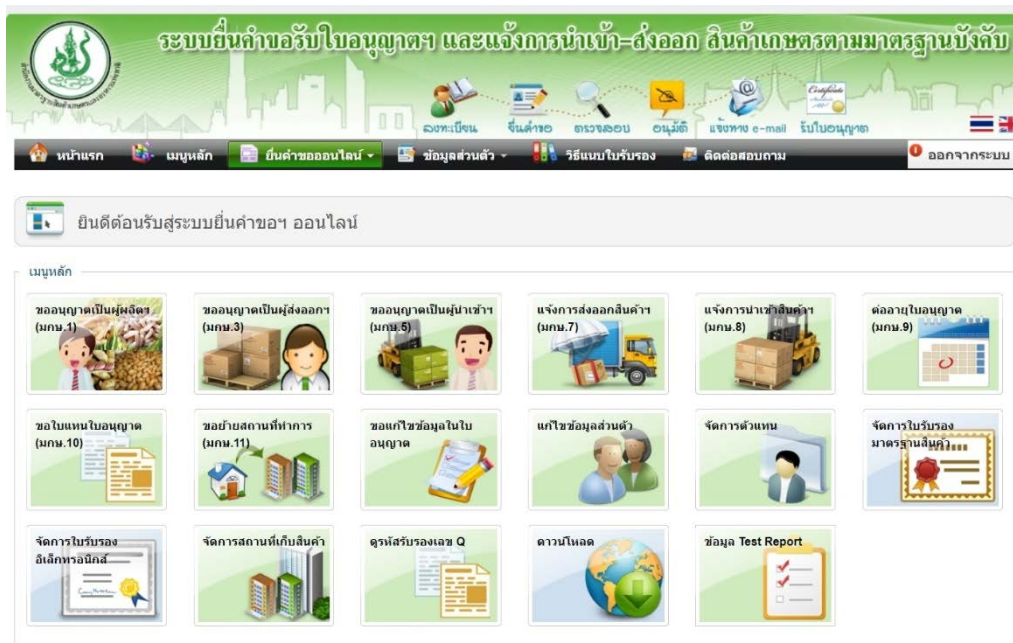 ระบบยื่นคำขอรับใบอนุญาตฯ และแจ้งการนำเข้า-ส่งออก สินค้าเกษตรตามมาตรฐานบังคับ
ลงทะเบียน ยื่นคำขอ ตรวจสอบ อนุมัติ แจ้งทาง e-mail รับใบอนุญาต
หน้าแรก เมนูหลัก ยื่นคำขอออนไลน์ ข้อมูลส่วนตัว วิธีแนบใบรับรอง ติดต่อสอบถาม ออกจากระบบ
ยินดีต้อนรับสู่ระบบยื่นคำขอฯ ออนไลน์
เมนูหลัก
ขออนุญาตเป็นผู้ผลิตฯ
(มกษ.1)
ขออนุญาตเป็นผู้ส่งออกฯ
(มกษ.3)
ขออนุญาตเป็นผู้นำเข้าฯ
(มกษ.5)
แจ้งการส่งออกสินค้าฯ
(มกษ.7)
แจ้งการนำเข้าสินค้าฯ
(มกษ.8)
ต่ออายุใบอนุญาต
(มกษ.9)
ขอใบแทนใบอนุญาต
(มกษ.10)
ขอย้ายสถานที่ทำการ
(มกษ.11)
ขอแก้ไขข้อมูลในใบ
อนุญาต
แก้ไขข้อมูลส่วนตัว
จัดการตัวแทน
จัดการใบรับรอง
มาตรฐานสินค้า
จัดการใบรับรอง
อิเล็กทรอนิกส์
จัดการสถานที่เก็บสินค้า
ดูรหัสรับรองเลข Q
ดาวน์โหลด
ข้อมูล Test Report